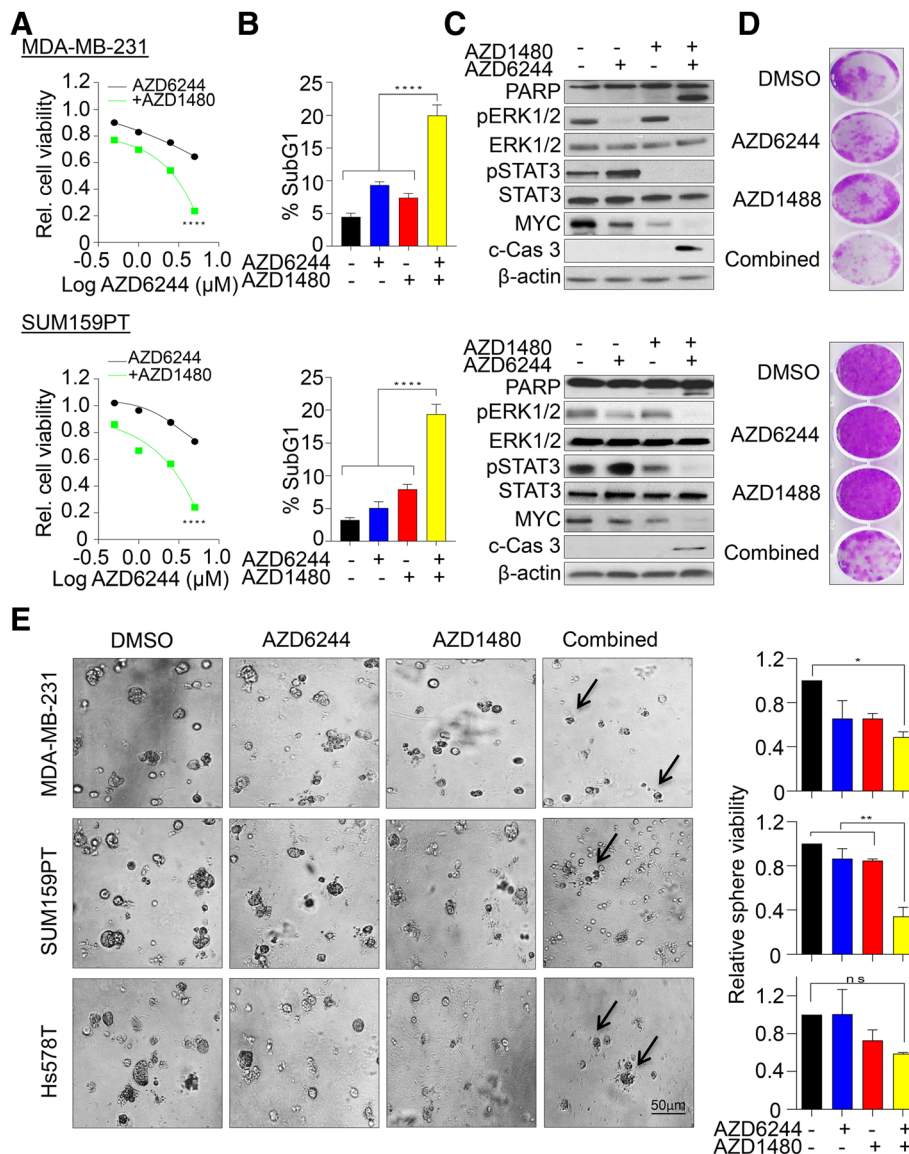 A
B
C
D
MDA-MB-231
AZD6244
+AZD1480
Rel. cell viability
1.2
1.0
0.8
0.6
0.4
0.2
0
****
-0.5 0.0 0.5 1.0
Log AZD6244 (µM)
% SubG1
25
20
15
10
5
0
****
AZD6244 - + - +
AZD1480 - - + +
AZD1480 - - + +
AZD6244 - + - +
PARP
pERK1/2
ERK1/2
pSTAT3
STAT3
MYC
c-Cas 3
β-actin
DMSO
AZD6244
AZD1488
Combined
SUM159PT
AZD6244
+AZD1480
Rel. cell viability
1.2
1.0
0.8
0.6
0.4
0.2
0
****
-0.5 0.0 0.5 1.0
Log AZD6244 (µM)
% SubG1
25
20
15
10
5
0
****
AZD6244 - + - +
AZD1480 - - + +
AZD1480 - - + +
AZD6244 - + - +
PARP
pERK1/2
ERK1/2
pSTAT3
STAT3
MYC
c-Cas 3
β-actin
DMSO
AZD6244
AZD1488
Combined
E
DMSO AZD6244 AZD1480 Combined
MDA-MB-231
SUM159PT
Hs578T
50µm
Relative sphere viability
1.2
0.8
0.4
0
*
1.2
0.8
0.4
0
**
1.2
0.8
0.4
0
ns
AZD6244 - + - +
AZD1480 - - + +